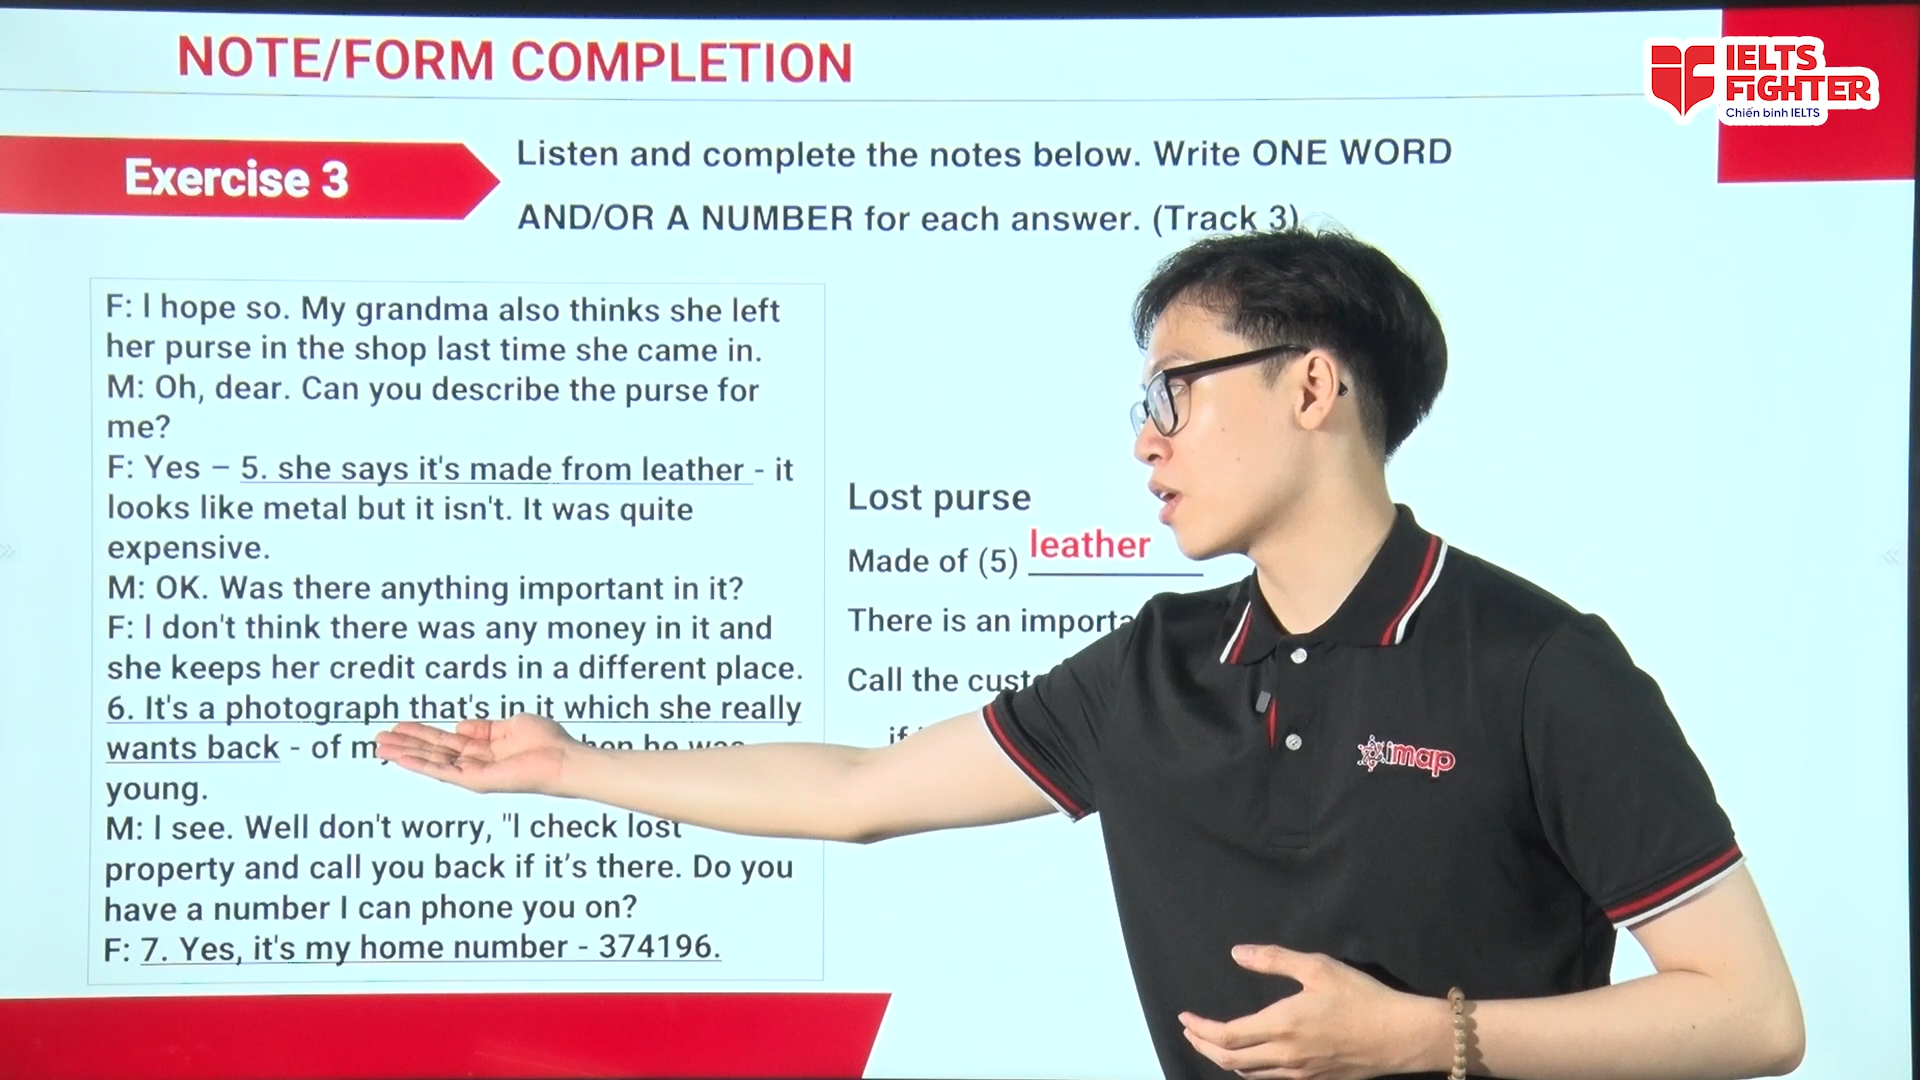 NOTE/FORM COMPLETION
IELTS
FIGHTER
Chiến binh IELTS
Exercise 3
Listen and complete the notes below. Write ONE WORD
AND/OR A NUMBER for each answer. (Track 3)
F: I hope so. My grandma also thinks she left
her purse in the shop last time she came in.
M: Oh, dear. Can you describe the purse for
me?
F: Yes – 5. she says it's made from leather - it
looks like metal but it isn't. It was quite
expensive.
M: OK. Was there anything important in it?
F: I don't think there was any money in it and
she keeps her credit cards in a different place.
6. It's a photograph that's in it which she really
wants back - of he was
young.
M: I see. Well don't worry, "I check lost
property and call you back if it’s there. Do you
have a number I can phone you on?
F: 7. Yes, it's my home number - 374196.
Lost purse
Made of (5) leather
There is an
Call the
imap